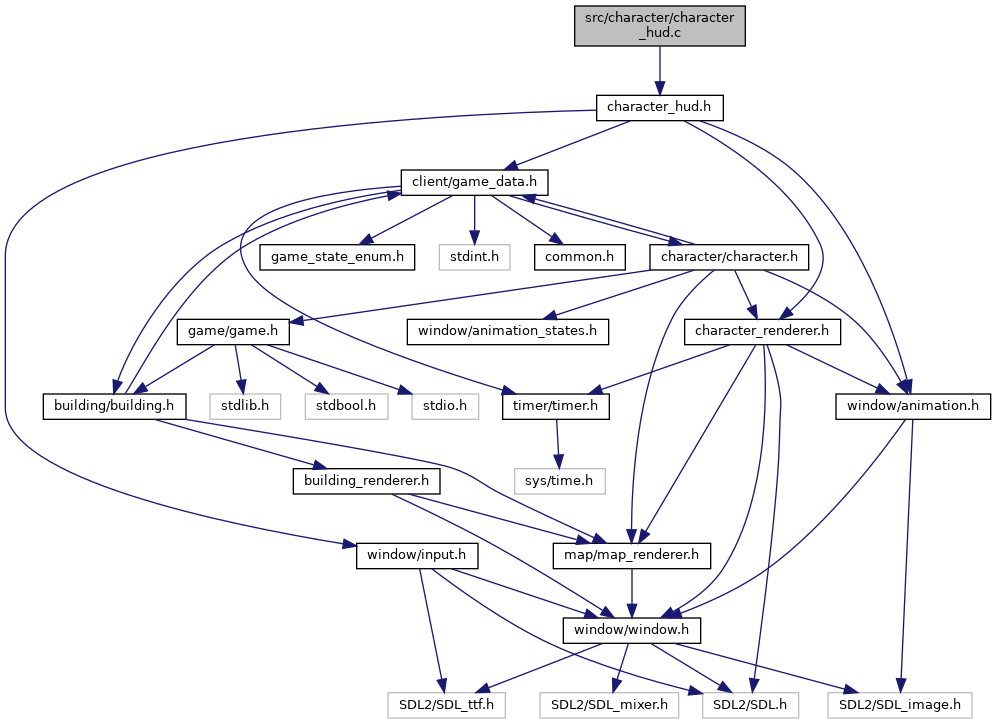 src/character/character
_hud.c
character_hud.h
client/game_data.h
game_state_enum.h
stdint.h
common.h
character/character.h
game/game.h
window/animation_states.h
character_renderer.h
building/building.h
stdlib.h
stdbool.h
stdio.h
timer/timer.h
window/animation.h
building_renderer.h
sys/time.h
window/input.h
map/map_renderer.h
window/window.h
SDL2/SDL_ttf.h
SDL2/SDL_mixer.h
SDL2/SDL.h
SDL2/SDL_image.h